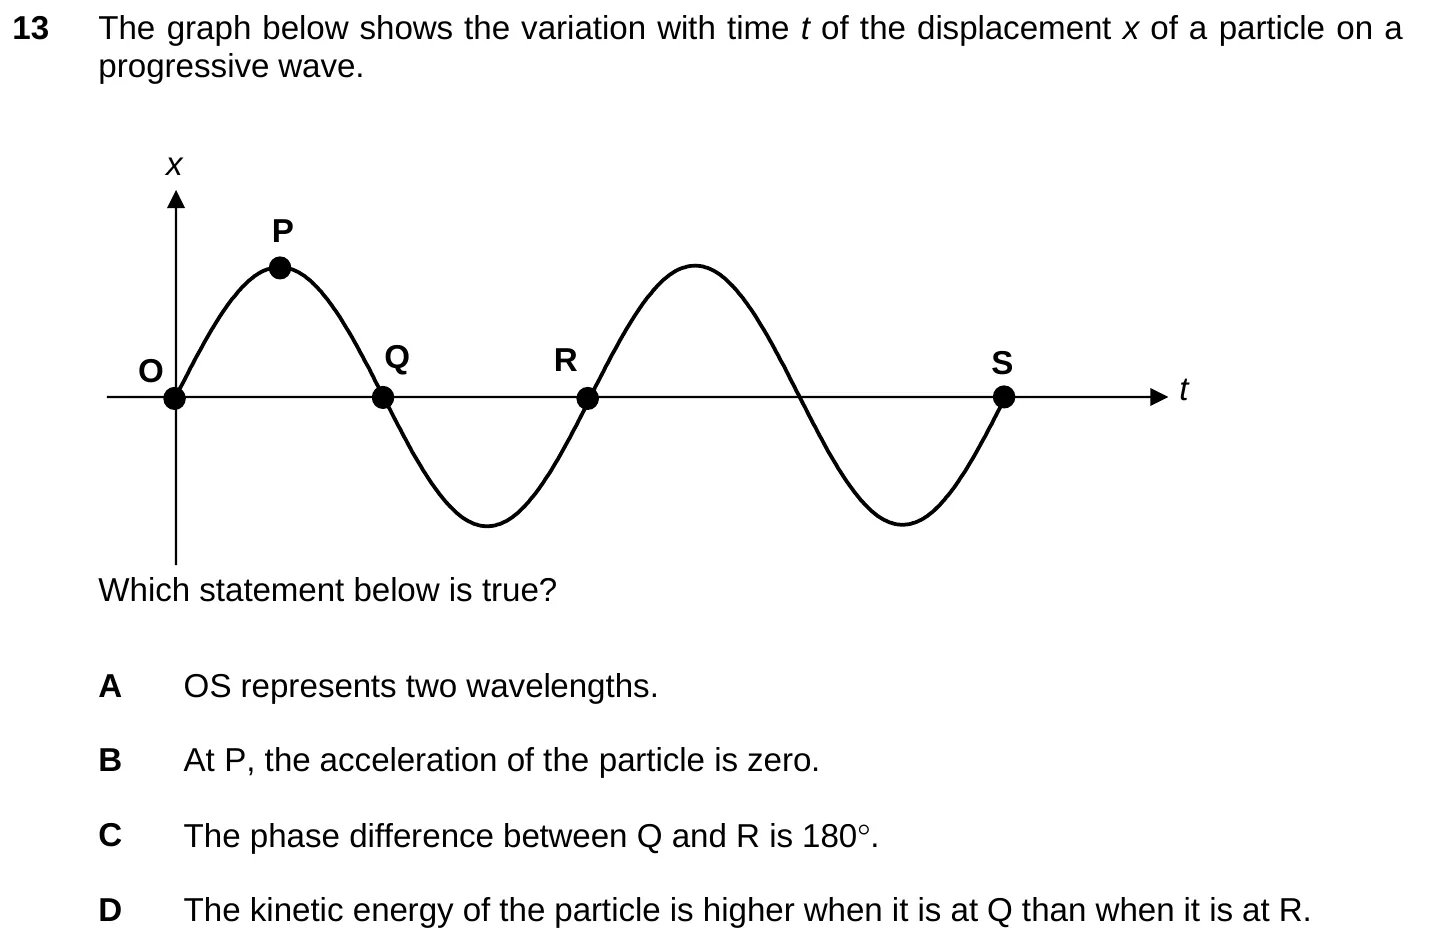 13 The graph below shows the variation with time t of the displacement x of a particle on a
progressive wave.
x
P
O
Q
R
S
t
Which statement below is true?
A OS represents two wavelengths.
B At P, the acceleration of the particle is zero.
C The phase difference between Q and R is 180°.
D The kinetic energy of the particle is higher when it is at Q than when it is at R.